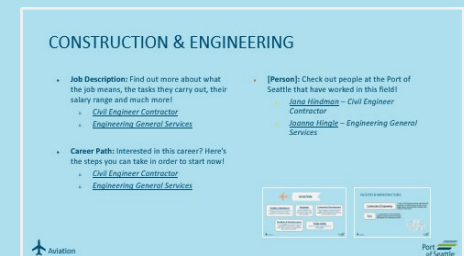 CONSTRUCTION & ENGINEERING
Job Description: Find out more about what
the job means, the tasks they carry out, their
salary range and much more!
Civil Engineer Contractor
Engineering General Services
Career Path: Interested in this career? Here's
the steps you can take in order to start now!
Civil Engineer Contractor
Engineering General Services
[Person]: Check out people at the Port of
Seattle that have worked in this field!
Jana Hindman – Civil Engineer
Contractor
Joanna Hingle – Engineering General
Services
Aviation
Port
of Seattle